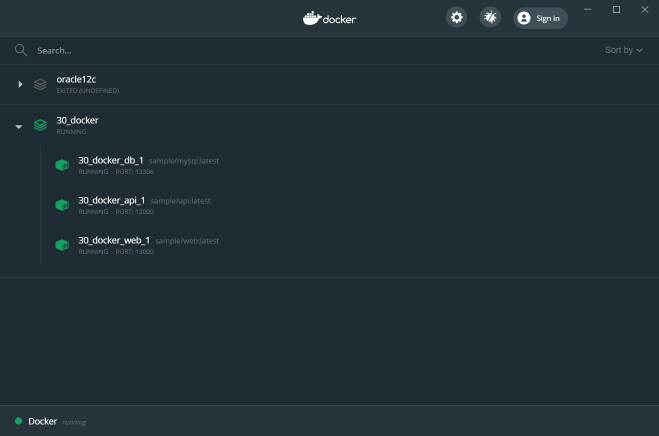 docker
Sign in
Search...
Sort by
oracle12c
EXITED (UNDEFINED)
30_docker
RUNNING
30_docker_db_1 sample/mysql:latest
RUNNING PORT: 13306
30_docker_api_1 sample/api:latest
RUNNING PORT: 12000
30_docker_web_1 sample/web:latest
RUNNING PORT: 13000
Docker running